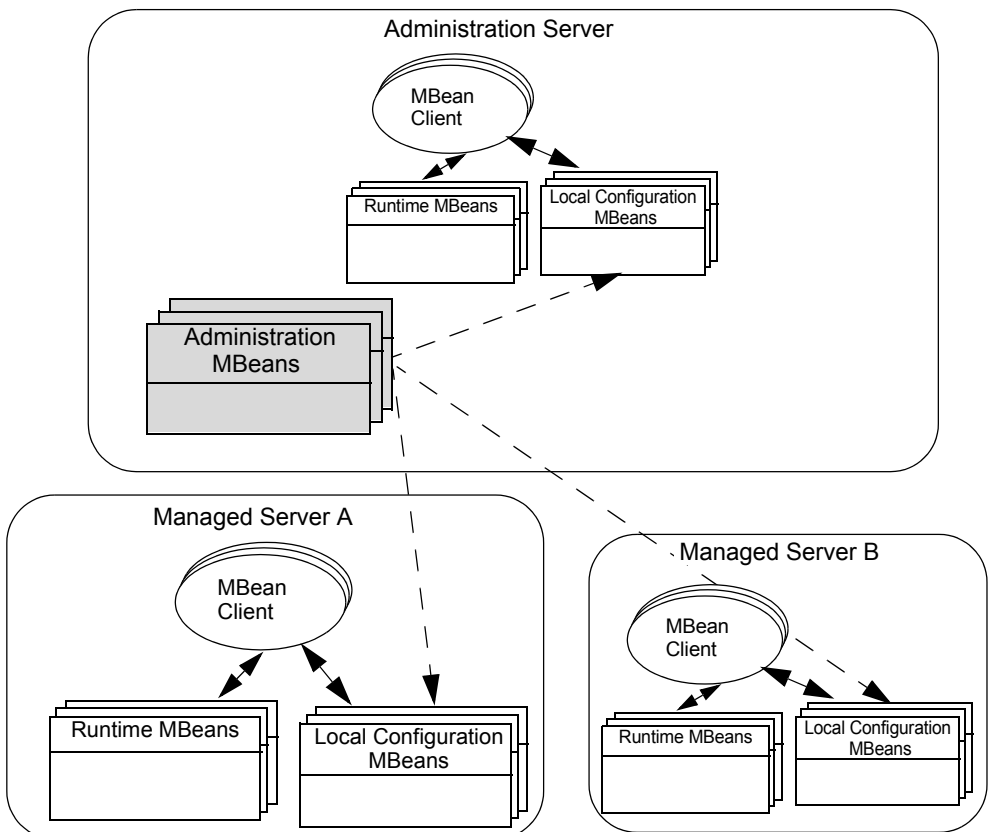 Administration Server
MBean
Client
Runtime MBeans
Local Configuration
MBeans
Administration
MBeans
Managed Server A
MBean
Client
Runtime MBeans
Local Configuration
MBeans
Managed Server B
MBean
Client
Runtime MBeans
Local Configuration
MBeans